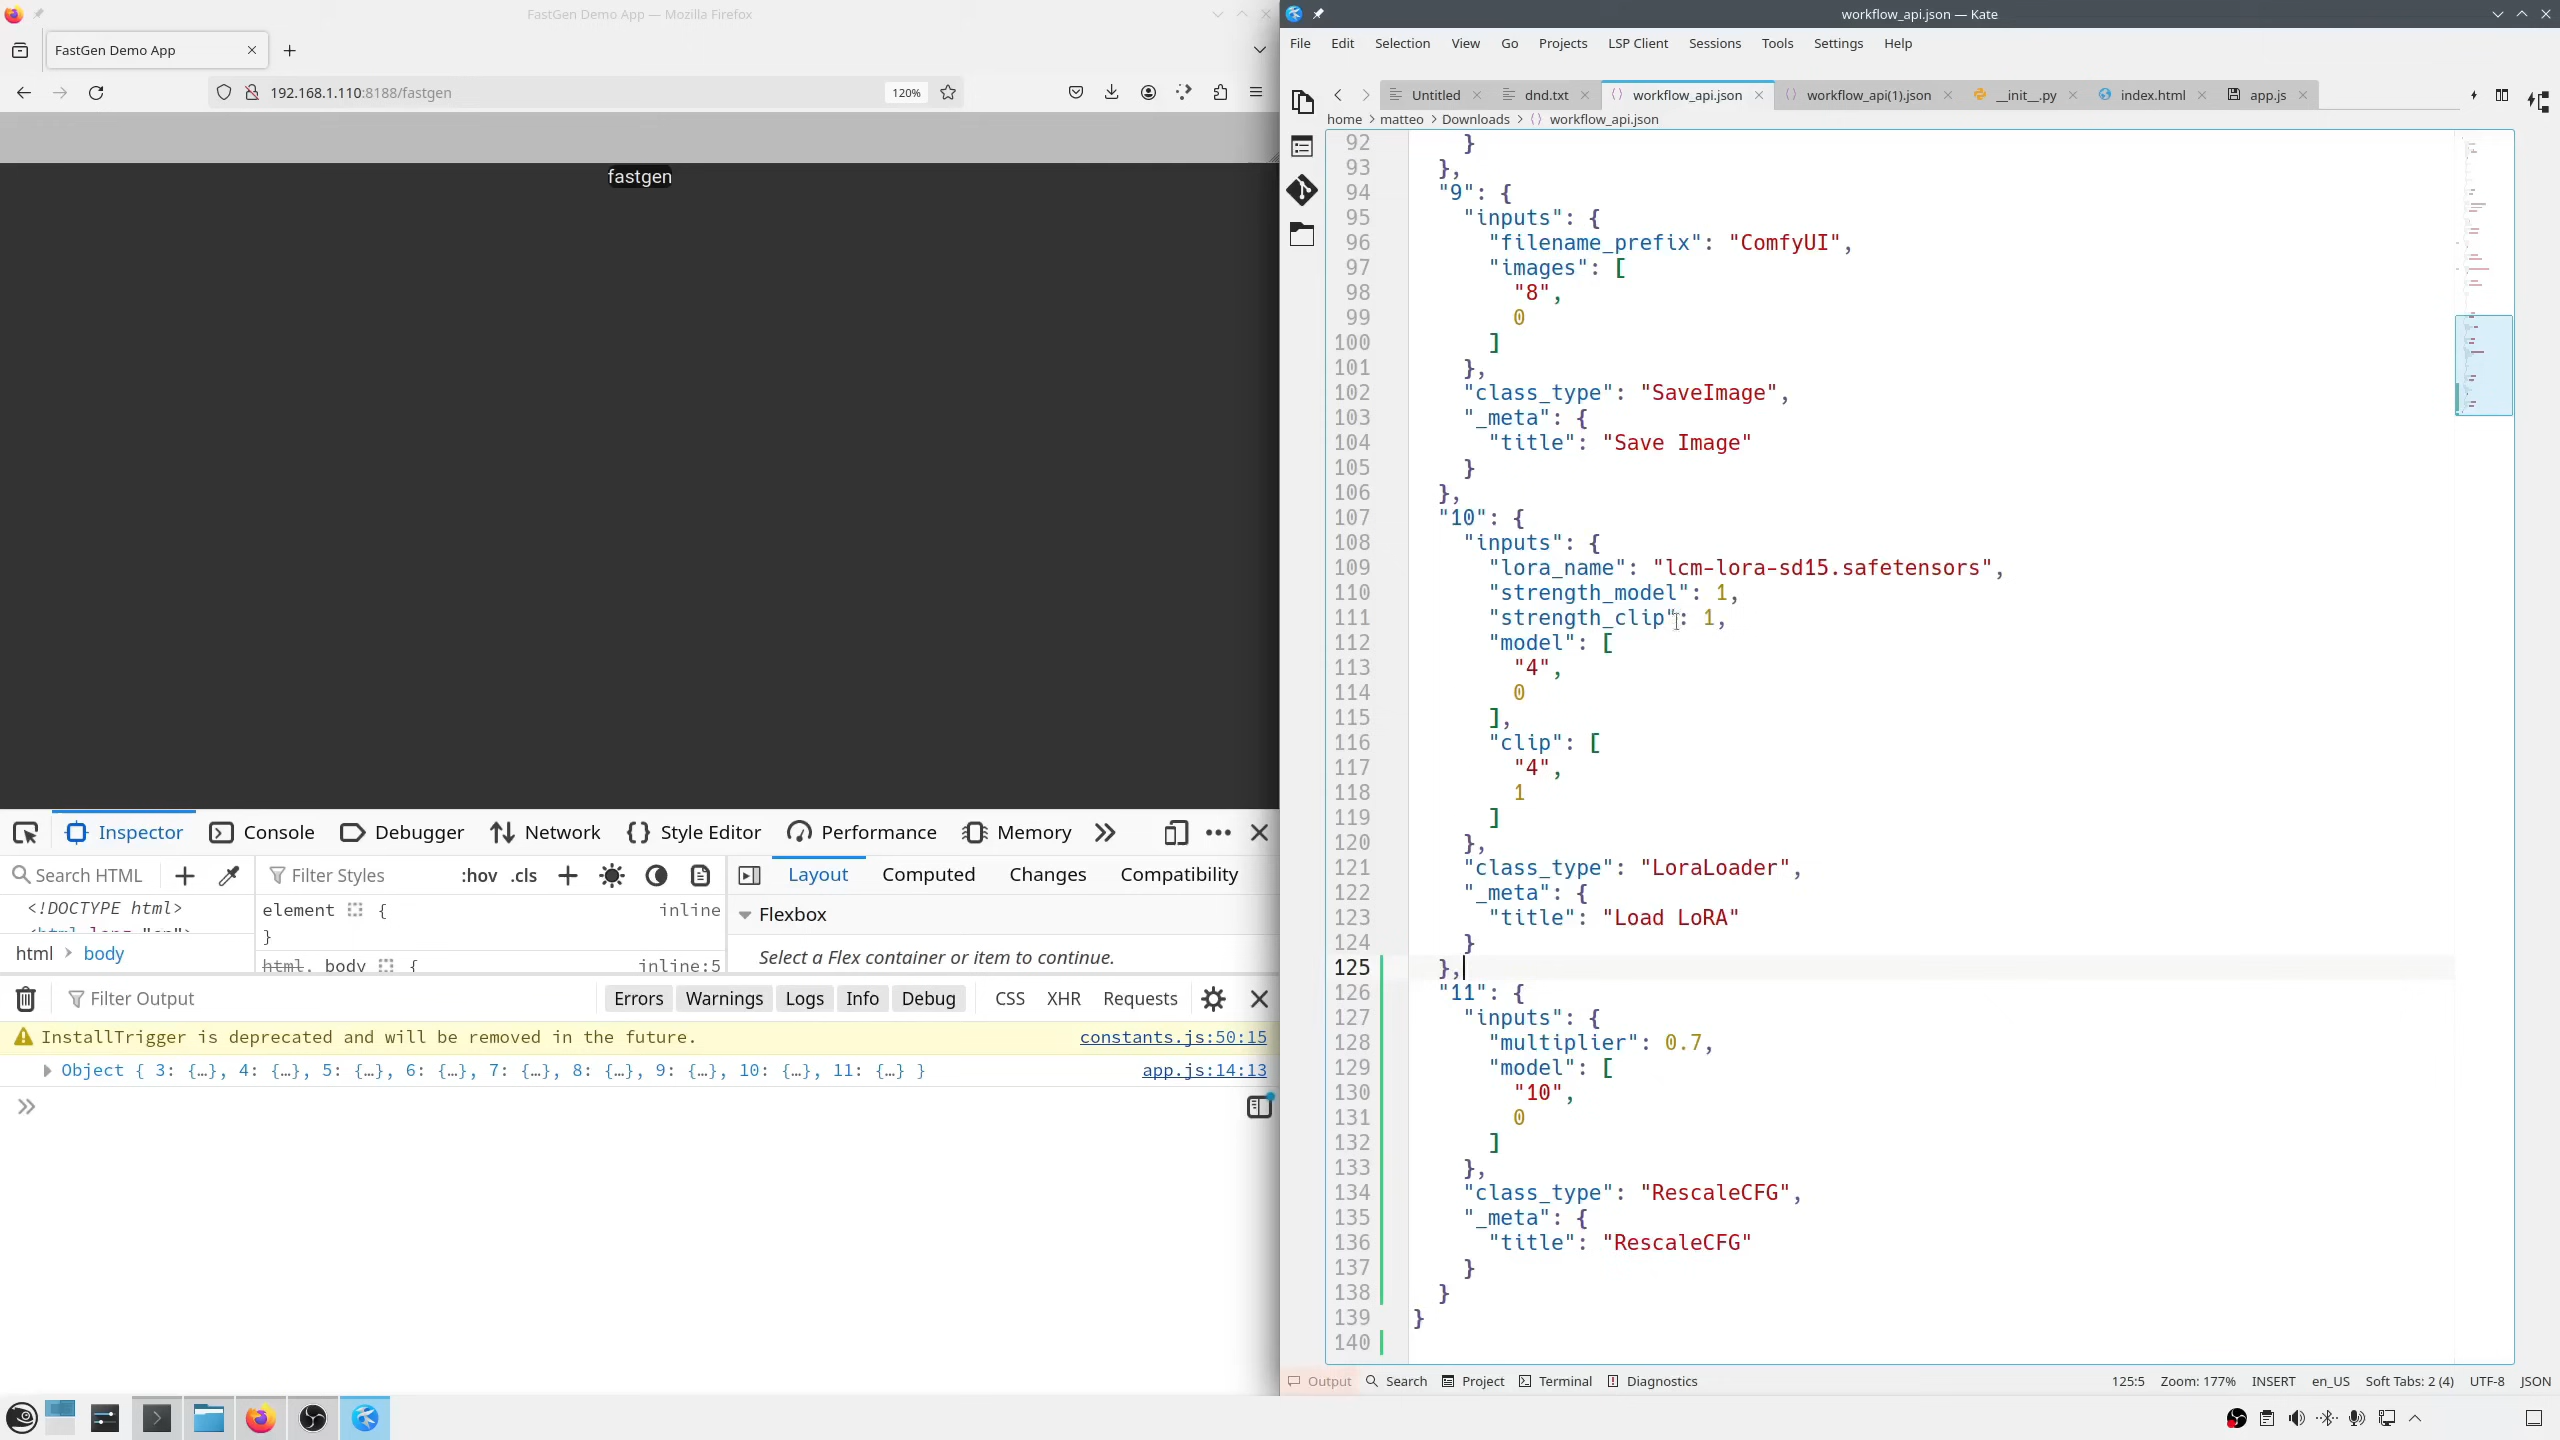 FastGen Demo App — Mozilla Firefox
FastGen Demo App
192.168.1.110:8188/fastgen
120%
fastgen
Inspector
Console
Debugger
Network
Style Editor
Performance
Memory
Search HTML
Filter Styles
:hov .cls
Layout
Computed
Changes
Compatibility
<!DOCTYPE html>
element {
inline
}
html, body {
inline:5
html > body
Flexbox
Select a Flex container or item to continue.
Filter Output
Errors
Warnings
Logs
Info
Debug
CSS
XHR
Requests
InstallTrigger is deprecated and will be removed in the future.
constants.js:50:15
Object { 3: {…}, 4: {…}, 5: {…}, 6: {…}, 7: {…}, 8: {…}, 9: {…}, 10: {…}, 11: {…} }
app.js:14:13
workflow_api.json — Kate
File
Edit
Selection
View
Go
Projects
LSP Client
Sessions
Tools
Settings
Help
Untitled
dnd.txt
workflow_api.json
workflow_api(1).json
__init__.py
index.html
app.js
home > matteo > Downloads > workflow_api.json
92 }
93 },
94 "9": {
95 "inputs": {
96 "filename_prefix": "ComfyUI",
97 "images": [
98 "8",
99 0
100 ]
101 },
102 "class_type": "SaveImage",
103 "_meta": {
104 "title": "Save Image"
105 }
106 },
107 "10": {
108 "inputs": {
109 "lora_name": "lcm-lora-sd15.safetensors",
110 "strength_model": 1,
111 "strength_clip": 1,
112 "model": [
113 "4",
114 0
115 ],
116 "clip": [
117 "4",
118 1
119 ]
120 },
121 "class_type": "LoraLoader",
122 "_meta": {
123 "title": "Load LoRA"
124 }
125 },
126 "11": {
127 "inputs": {
128 "multiplier": 0.7,
129 "model": [
130 "10",
131 0
132 ]
133 },
134 "class_type": "RescaleCFG",
135 "_meta": {
136 "title": "RescaleCFG"
137 }
138 }
139 }
140
Output
Search
Project
Terminal
Diagnostics
125:5
Zoom: 177%
INSERT
en_US
Soft Tabs: 2 (4)
UTF-8
JSON